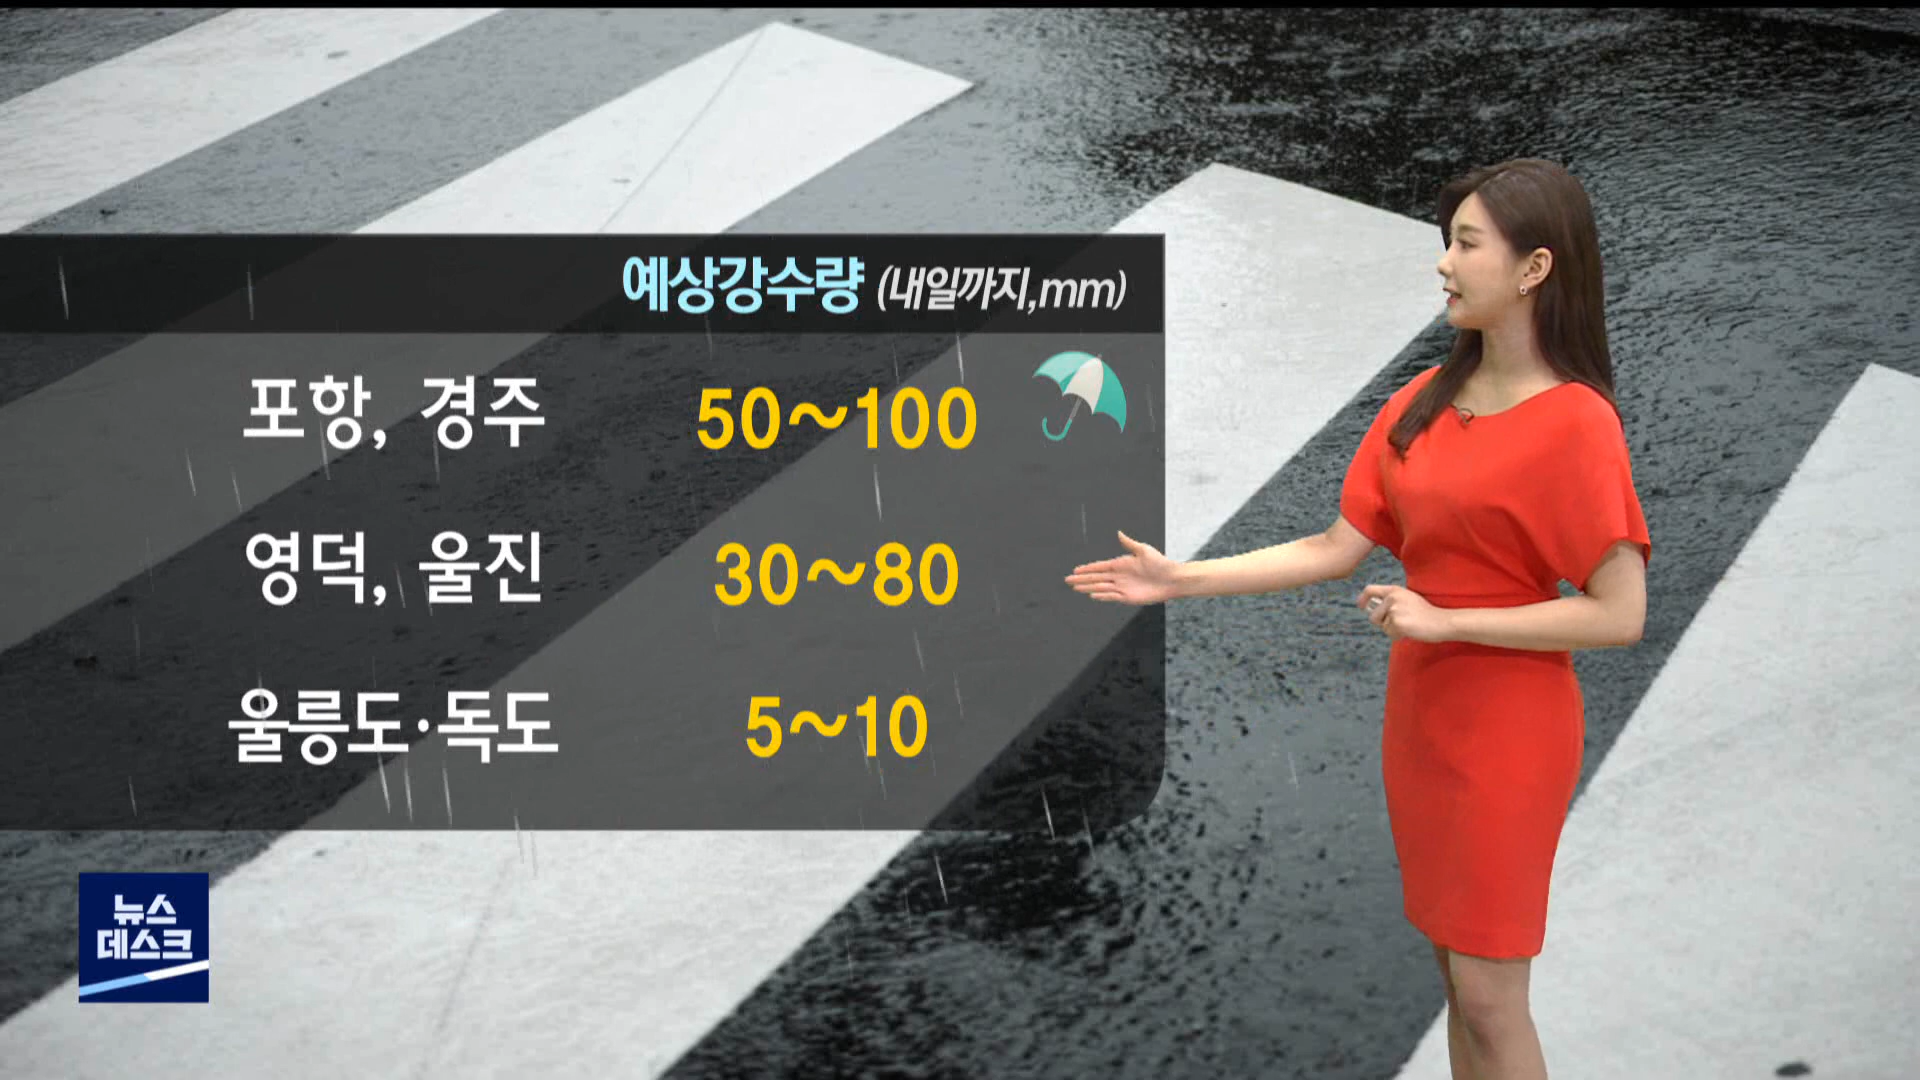 예상강수량 (내일까지,mm)
포항, 경주 50~100
영덕, 울진 30~80
울릉도·독도 5~10
뉴스
데스크